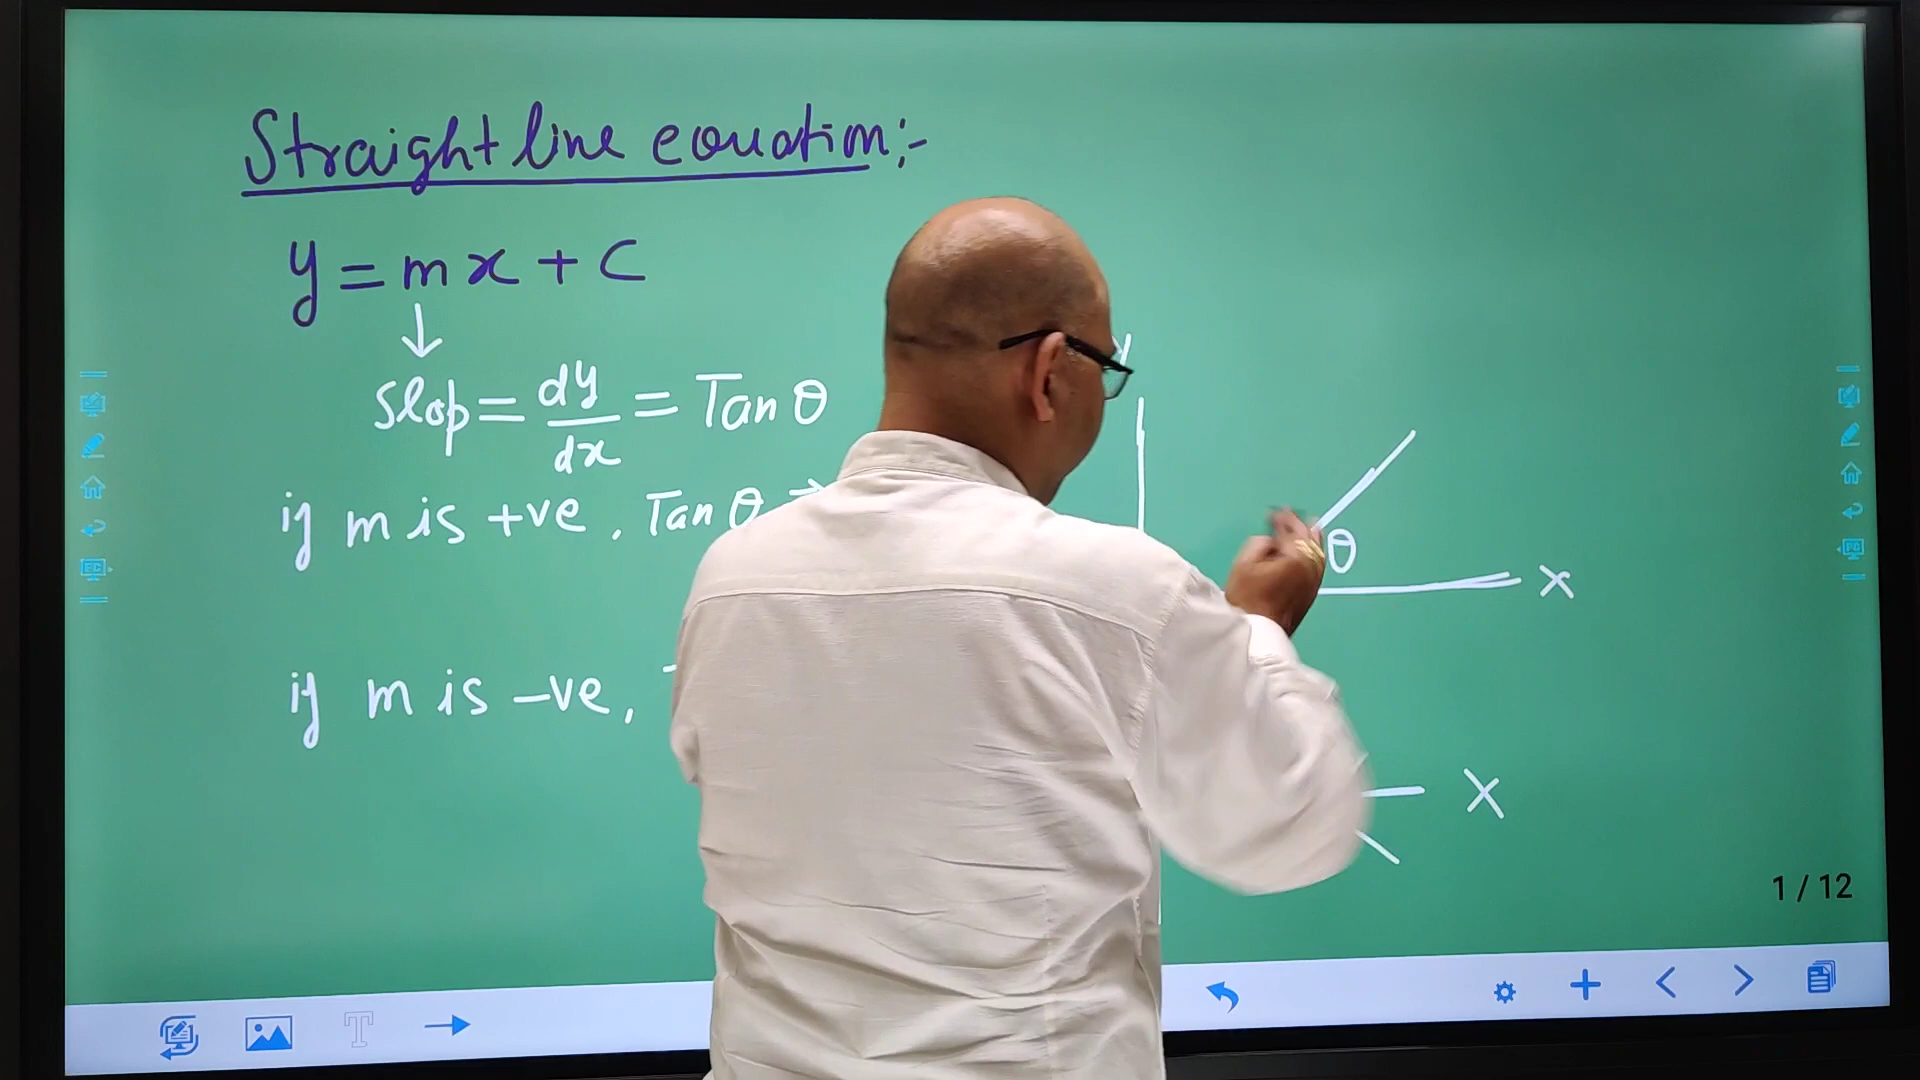 Straight line equation:-
y = mx + c
↓
Slop = dy/dx = Tan θ
if m is +ve, Tan θ →
if m is -ve,
θ
x
X
1 / 12